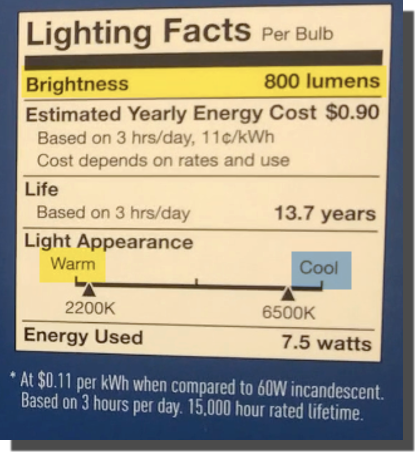 Lighting Facts Per Bulb
Brightness 800 lumens
Estimated Yearly Energy Cost $0.90
Based on 3 hrs/day, 11¢/kWh
Cost depends on rates and use
Life
Based on 3 hrs/day 13.7 years
Light Appearance
Warm Cool
2200K 6500K
Energy Used 7.5 watts
* At $0.11 per kWh when compared to 60W incandescent.
Based on 3 hours per day. 15,000 hour rated lifetime.